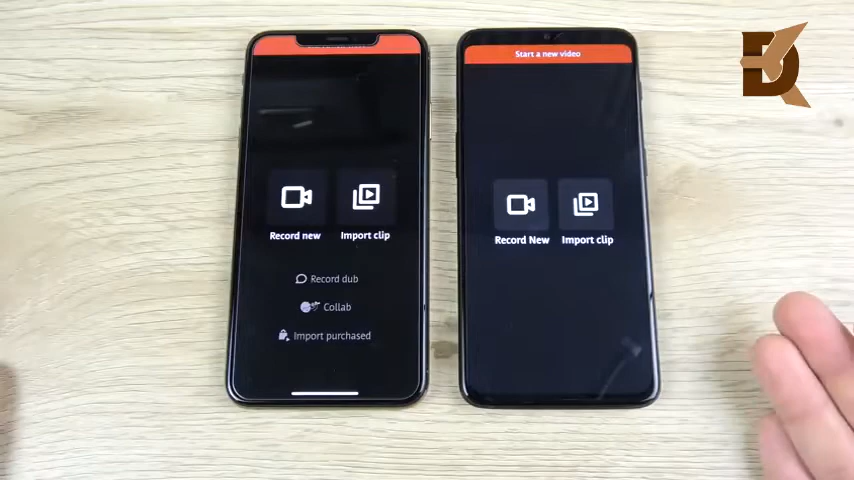 Start a new video
Record new
Import clip
Record dub
Collab
Import purchased
Record New
Import clip